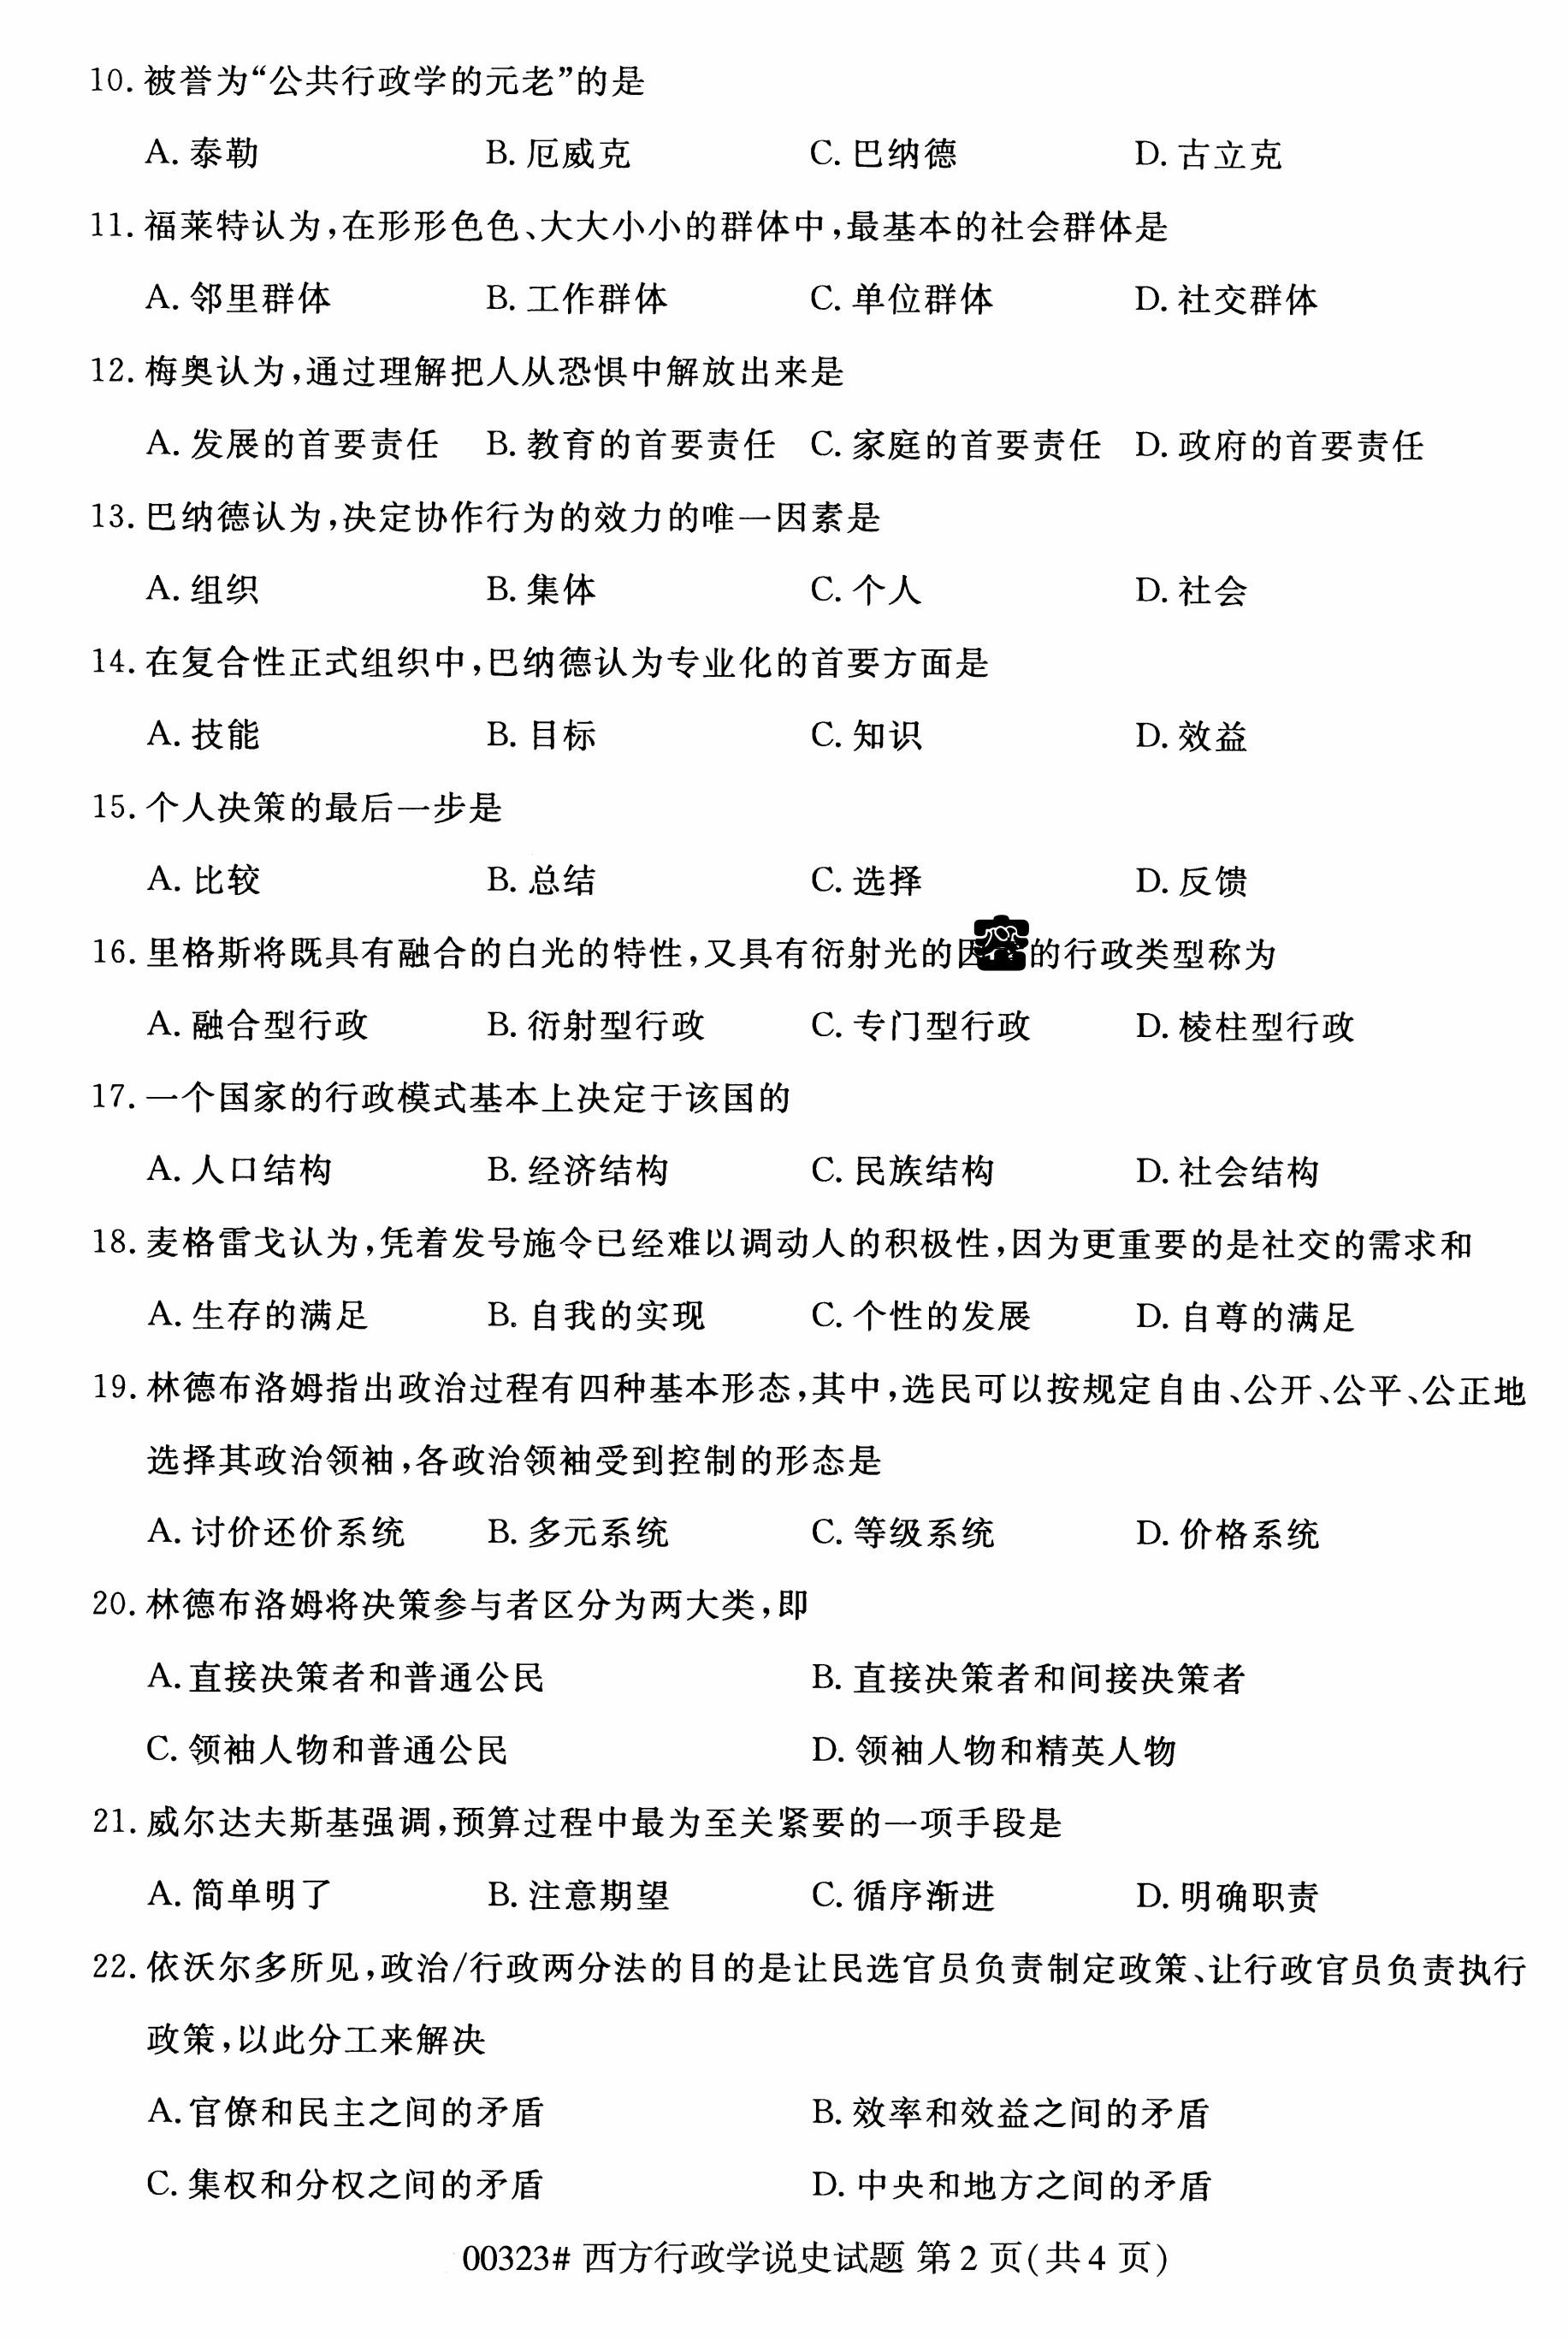 10. 被誉为“公共行政学的元老”的是
A. 泰勒 B. 厄威克 C. 巴纳德 D. 古立克
11. 福莱特认为,在形形色色、大大小小的群体中,最基本的社会群体是
A. 邻里群体 B. 工作群体 C. 单位群体 D. 社交群体
12. 梅奥认为,通过理解把人从恐惧中解放出来是
A. 发展的首要责任 B. 教育的首要责任 C. 家庭的首要责任 D. 政府的首要责任
13. 巴纳德认为,决定协作行为的效力的唯一因素是
A. 组织 B. 集体 C. 个人 D. 社会
14. 在复合性正式组织中,巴纳德认为专业化的首要方面是
A. 技能 B. 目标 C. 知识 D. 效益
15. 个人决策的最后一步是
A. 比较 B. 总结 C. 选择 D. 反馈
16. 里格斯将既具有融合的白光的特性,又具有衍射光的因的行政类型称为
A. 融合型行政 B. 衍射型行政 C. 专门型行政 D. 棱柱型行政
17. 一个国家的行政模式基本上决定于该国的
A. 人口结构 B. 经济结构 C. 民族结构 D. 社会结构
18. 麦格雷戈认为,凭着发号施令已经难以调动人的积极性,因为更重要的是社交的需求和
A. 生存的满足 B. 自我的实现 C. 个性的发展 D. 自尊的满足
19. 林德布洛姆指出政治过程有四种基本形态,其中,选民可以按规定自由、公开、公平、公正地
选择其政治领袖,各政治领袖受到控制的形态是
A. 讨价还价系统 B. 多元系统 C. 等级系统 D. 价格系统
20. 林德布洛姆将决策参与者区分为两大类,即
A. 直接决策者和普通公民 B. 直接决策者和间接决策者
C. 领袖人物和普通公民 D. 领袖人物和精英人物
21. 威尔达夫斯基强调,预算过程中最为至关紧要的一项手段是
A. 简单明了 B. 注意期望 C. 循序渐进 D. 明确职责
22. 依沃尔多所见,政治/行政两分法的目的是让民选官员负责制定政策、让行政官员负责执行
政策,以此分工来解决
A. 官僚和民主之间的矛盾 B. 效率和效益之间的矛盾
C. 集权和分权之间的矛盾 D. 中央和地方之间的矛盾
00323# 西方行政学说史试题 第 2 页(共 4 页)